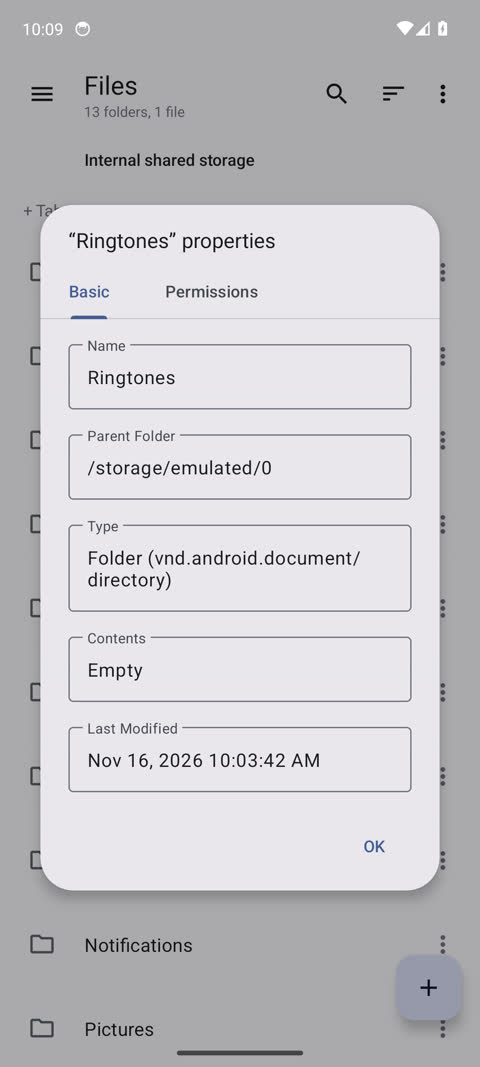 10:09
Files
13 folders, 1 file
Internal shared storage
+ Ta
“Ringtones” properties
Basic
Permissions
Name
Ringtones
Parent Folder
/storage/emulated/0
Type
Folder (vnd.android.document/
directory)
Contents
Empty
Last Modified
Nov 16, 2026 10:03:42 AM
OK
Notifications
+
Pictures